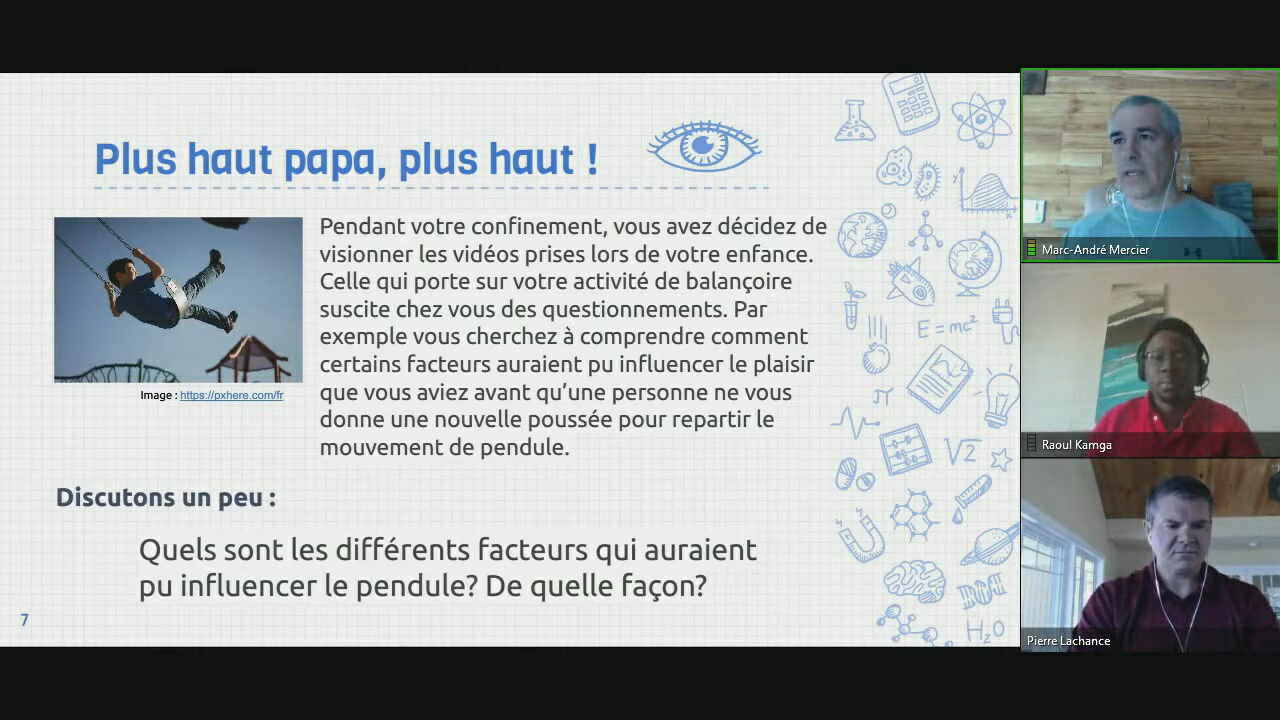 Plus haut papa, plus haut !
Image : https://pxhere.com/fr
Pendant votre confinement, vous avez décidez de
visionner les vidéos prises lors de votre enfance.
Celle qui porte sur votre activité de balançoire
suscite chez vous des questionnements. Par
exemple vous cherchez à comprendre comment
certains facteurs auraient pu influencer le plaisir
que vous aviez avant qu’une personne ne vous
donne une nouvelle poussée pour repartir le
mouvement de pendule.
Discutons un peu :
Quels sont les différents facteurs qui auraient
pu influencer le pendule? De quelle façon?
7
y
x
E=mc²
π
√2
H₂O
Marc-André Mercier
Raoul Kamga
Pierre Lachance